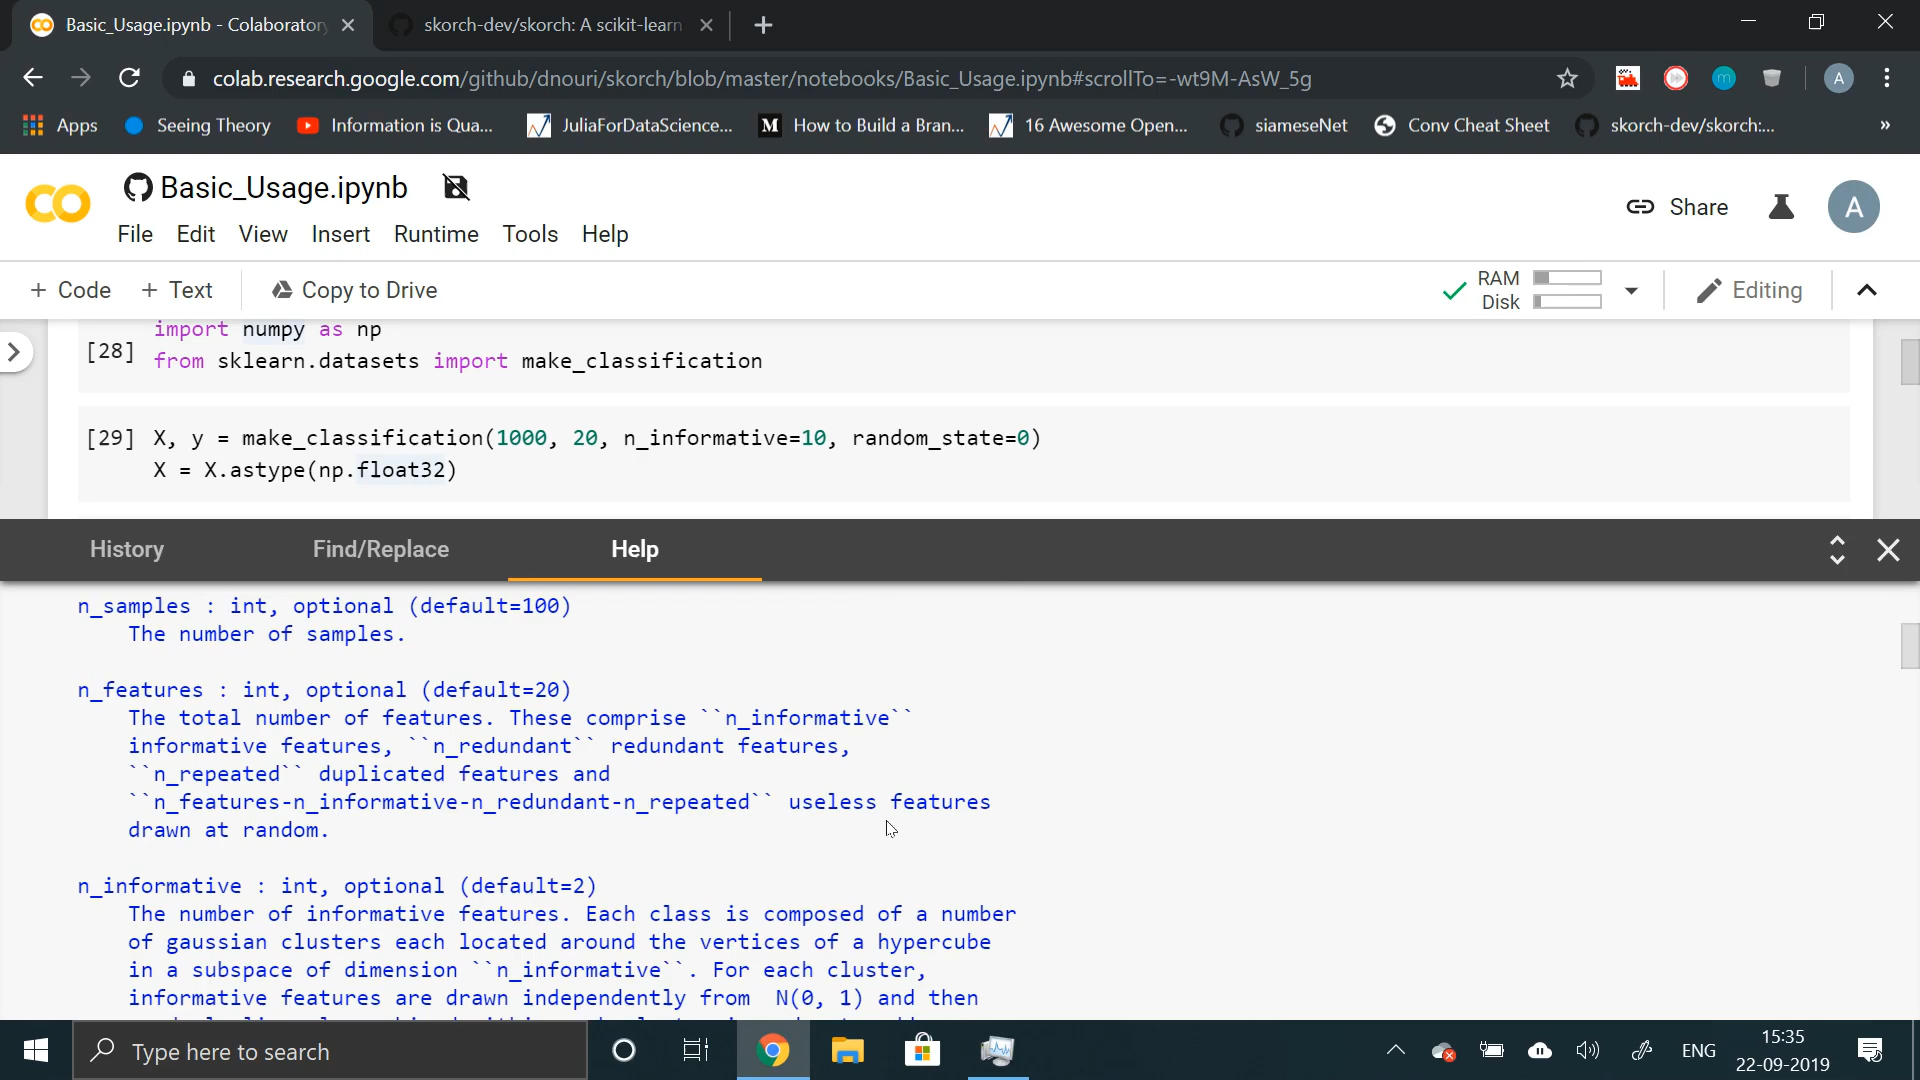 Basic_Usage.ipynb - Colaboratory
skorch-dev/skorch: A scikit-learn
colab.research.google.com/github/dnouri/skorch/blob/master/notebooks/Basic_Usage.ipynb#scrollTo=-wt9M-AsW_5g
A
Apps
Seeing Theory
Information is Qua...
JuliaForDataScience...
M How to Build a Bran...
16 Awesome Open...
siameseNet
Conv Cheat Sheet
skorch-dev/skorch:...
»
CO
Basic_Usage.ipynb
File Edit View Insert Runtime Tools Help
Share
A
+ Code + Text
Copy to Drive
RAM
Disk
Editing
import numpy as np
[28] from sklearn.datasets import make_classification
[29] X, y = make_classification(1000, 20, n_informative=10, random_state=0)
X = X.astype(np.float32)
History Find/Replace Help
n_samples : int, optional (default=100)
The number of samples.
n_features : int, optional (default=20)
The total number of features. These comprise ``n_informative``
informative features, ``n_redundant`` redundant features,
``n_repeated`` duplicated features and
``n_features-n_informative-n_redundant-n_repeated`` useless features
drawn at random.
n_informative : int, optional (default=2)
The number of informative features. Each class is composed of a number
of gaussian clusters each located around the vertices of a hypercube
in a subspace of dimension ``n_informative``. For each cluster,
informative features are drawn independently from  N(0, 1) and then
Type here to search
ENG
15:35
22-09-2019